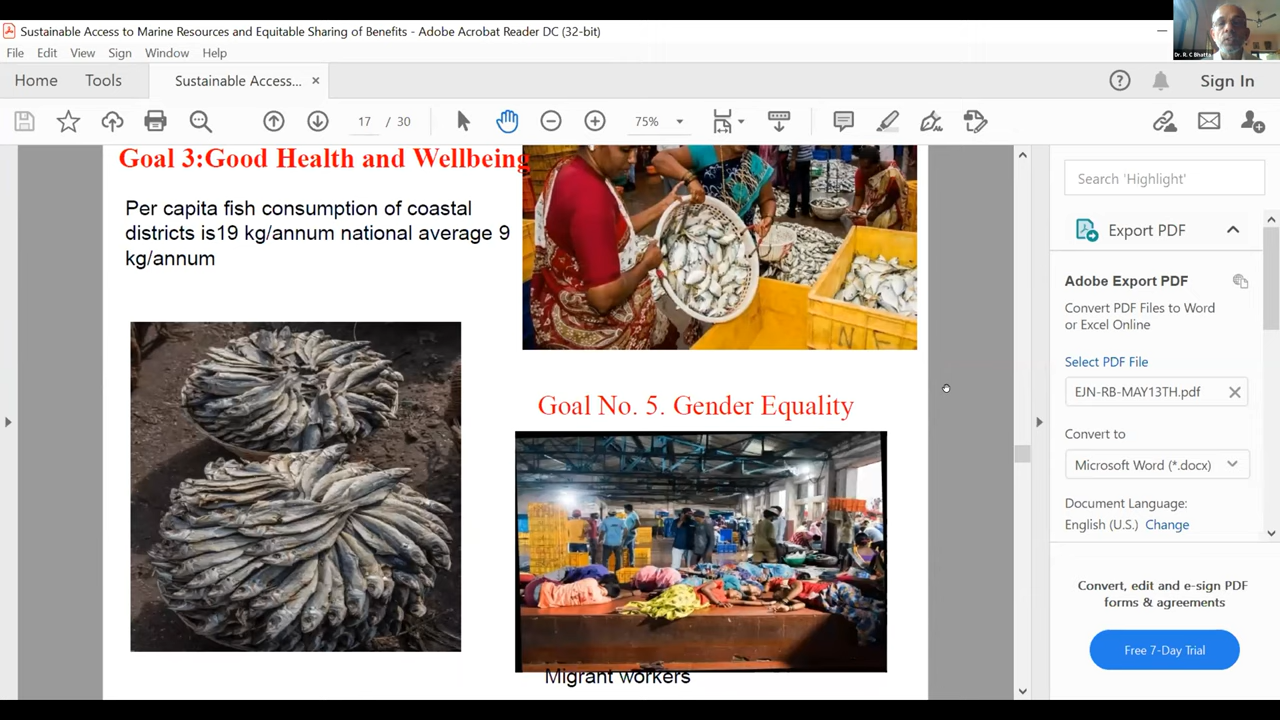 Sustainable Access to Marine Resources and Equitable Sharing of Benefits - Adobe Acrobat Reader DC (32-bit)
File Edit View Sign Window Help
Home Tools Sustainable Access... ×
Sign In
17 / 30 75%
Goal 3:Good Health and Wellbeing
Per capita fish consumption of coastal
districts is19 kg/annum national average 9
kg/annum
Goal No. 5. Gender Equality
Migrant workers
Search 'Highlight'
Export PDF
Adobe Export PDF
Convert PDF Files to Word
or Excel Online
Select PDF File
EJN-RB-MAY13TH.pdf
Convert to
Microsoft Word (*.docx)
Document Language:
English (U.S.) Change
Convert, edit and e-sign PDF
forms & agreements
Free 7-Day Trial
Dr. R. C Bhatta